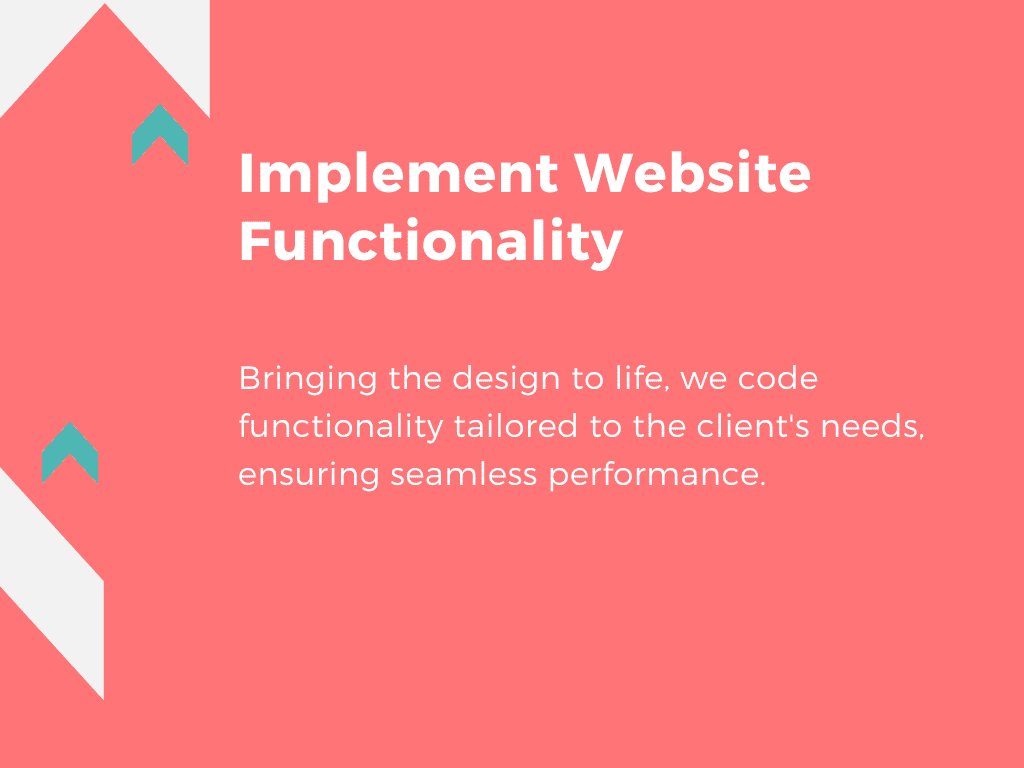 Implement Website
Functionality
Bringing the design to life, we code
functionality tailored to the client's needs,
ensuring seamless performance.